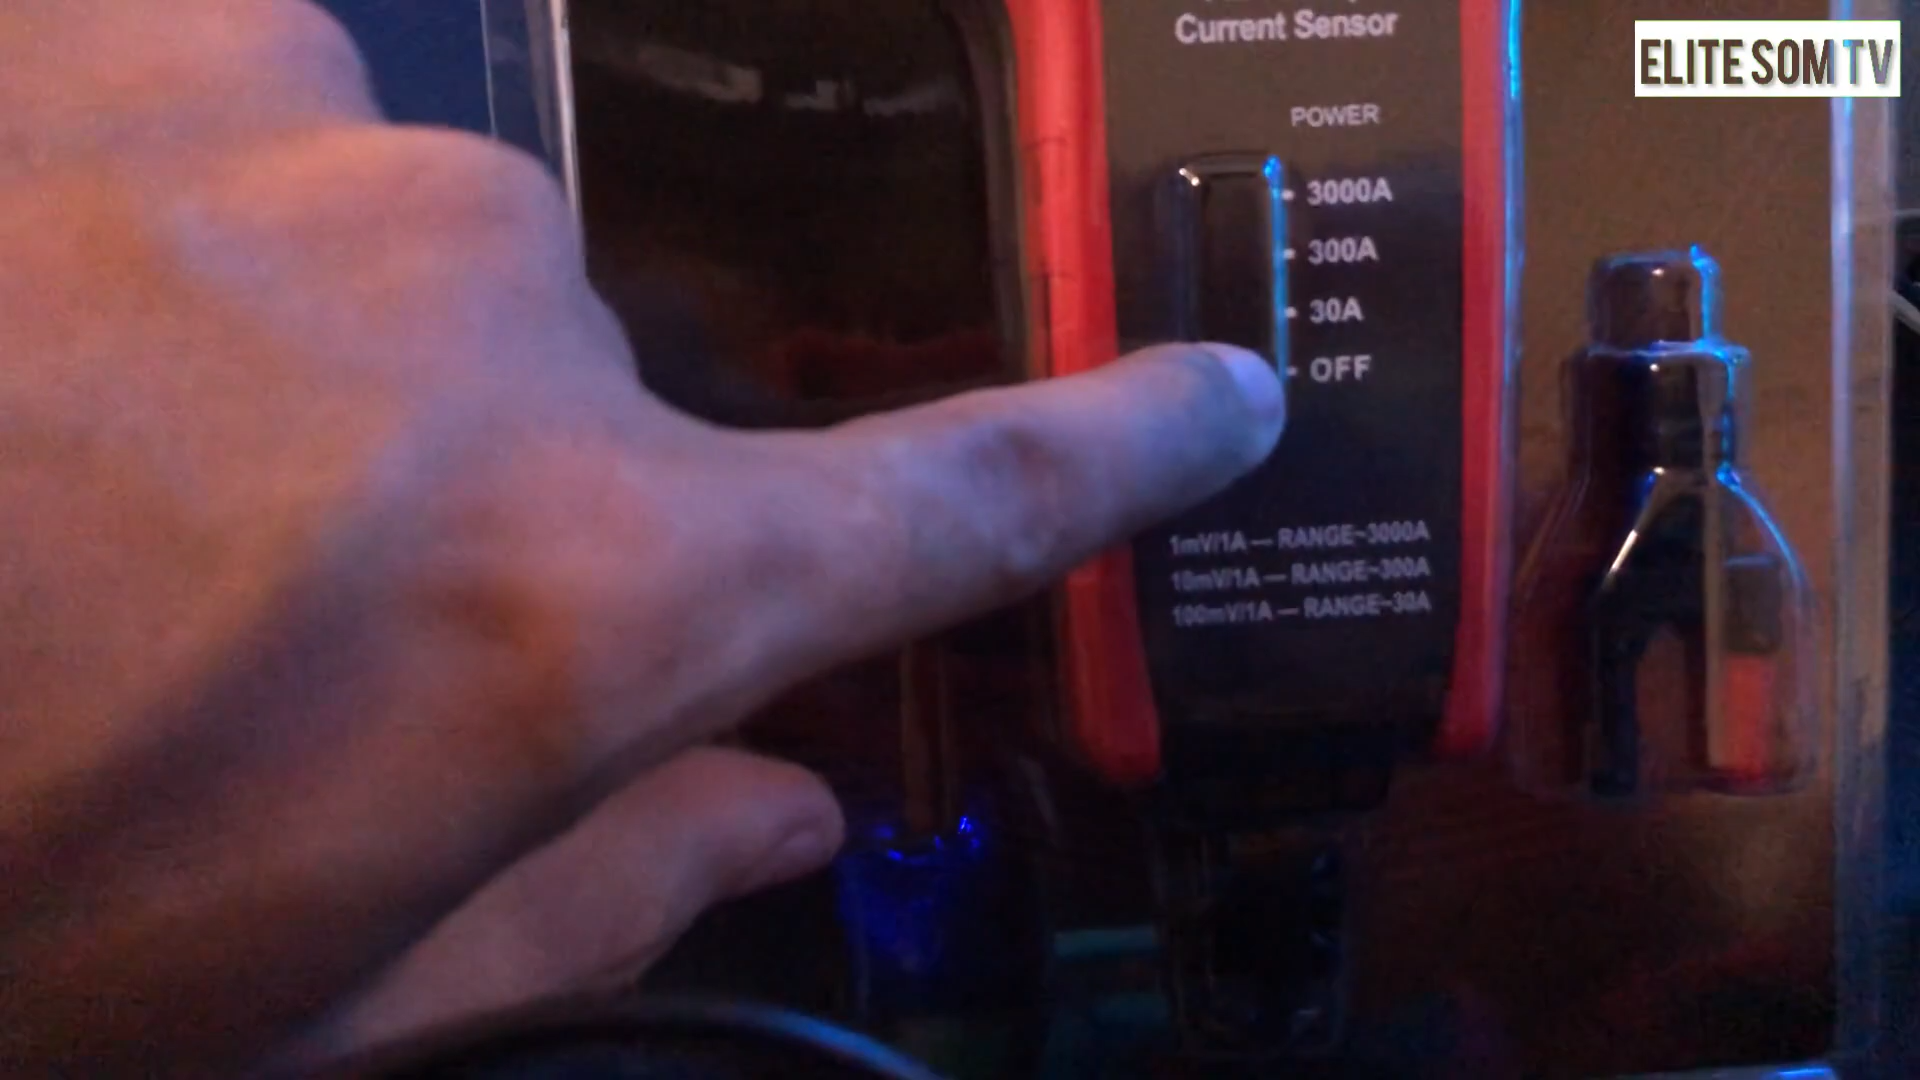 ELITE SOM TV
Current Sensor
POWER
3000A
300A
30A
OFF
1mV/1A — RANGE~3000A
10mV/1A — RANGE~300A
100mV/1A — RANGE~30A